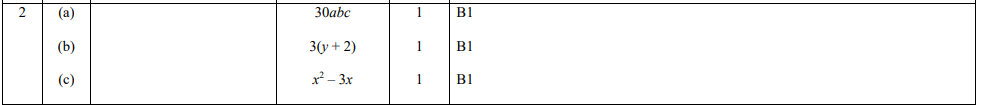 2 (a) 30abc 1 B1
(b) 3(y + 2) 1 B1
(c) x² – 3x 1 B1